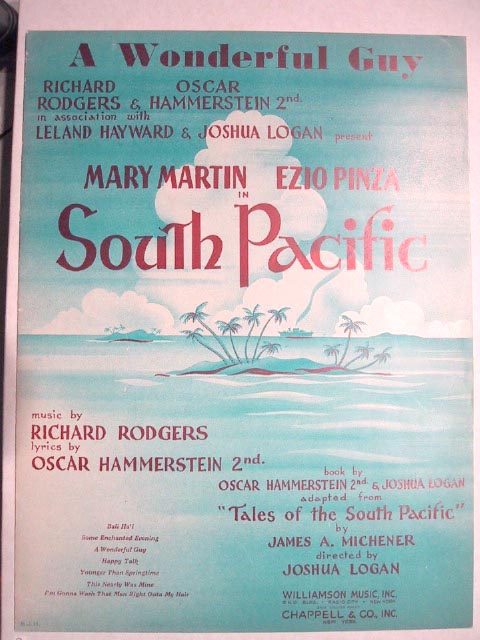 A Wonderful Guy
RICHARD OSCAR
RODGERS & HAMMERSTEIN 2nd.
in association with
LELAND HAYWARD & JOSHUA LOGAN present
MARY MARTIN EZIO PINZA
IN
South Pacific
music by
RICHARD RODGERS
lyrics by
OSCAR HAMMERSTEIN 2nd.
book by
OSCAR HAMMERSTEIN 2nd. & JOSHUA LOGAN
adapted from
"Tales of the South Pacific"
by
JAMES A. MICHENER
directed by
JOSHUA LOGAN
Bali Ha'i
Some Enchanted Evening
A Wonderful Guy
Happy Talk
Younger Than Springtime
This Nearly Was Mine
I'm Gonna Wash That Man Right Outa My Hair
WILLIAMSON MUSIC, INC.
CHAPPELL & CO., INC.
NEW YORK